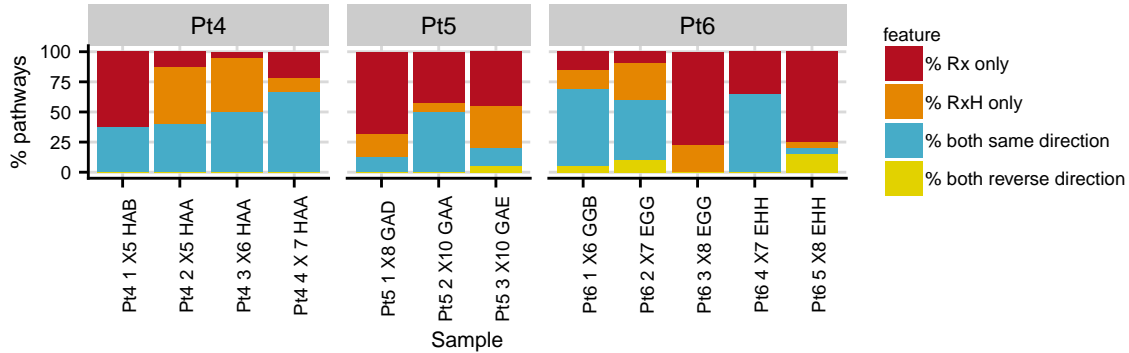 Pt4
Pt5
Pt6
% pathways
100
75
50
25
0
Pt4 1 X5 HAB
Pt4 2 X5 HAA
Pt4 3 X6 HAA
Pt4 4 X 7 HAA
Pt5 1 X8 GAD
Pt5 2 X10 GAA
Pt5 3 X10 GAE
Pt6 1 X6 GGB
Pt6 2 X7 EGG
Pt6 3 X8 EGG
Pt6 4 X7 EHH
Pt6 5 X8 EHH
Sample
feature
% Rx only
% RxH only
% both same direction
% both reverse direction